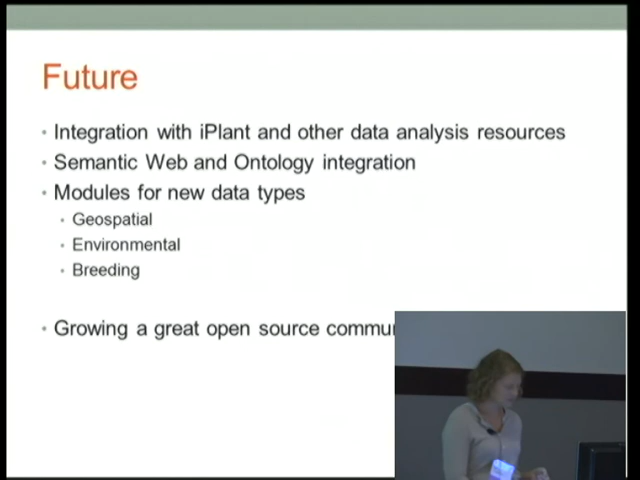 Future
• Integration with iPlant and other data analysis resources
• Semantic Web and Ontology integration
• Modules for new data types
• Geospatial
• Environmental
• Breeding
• Growing a great open source